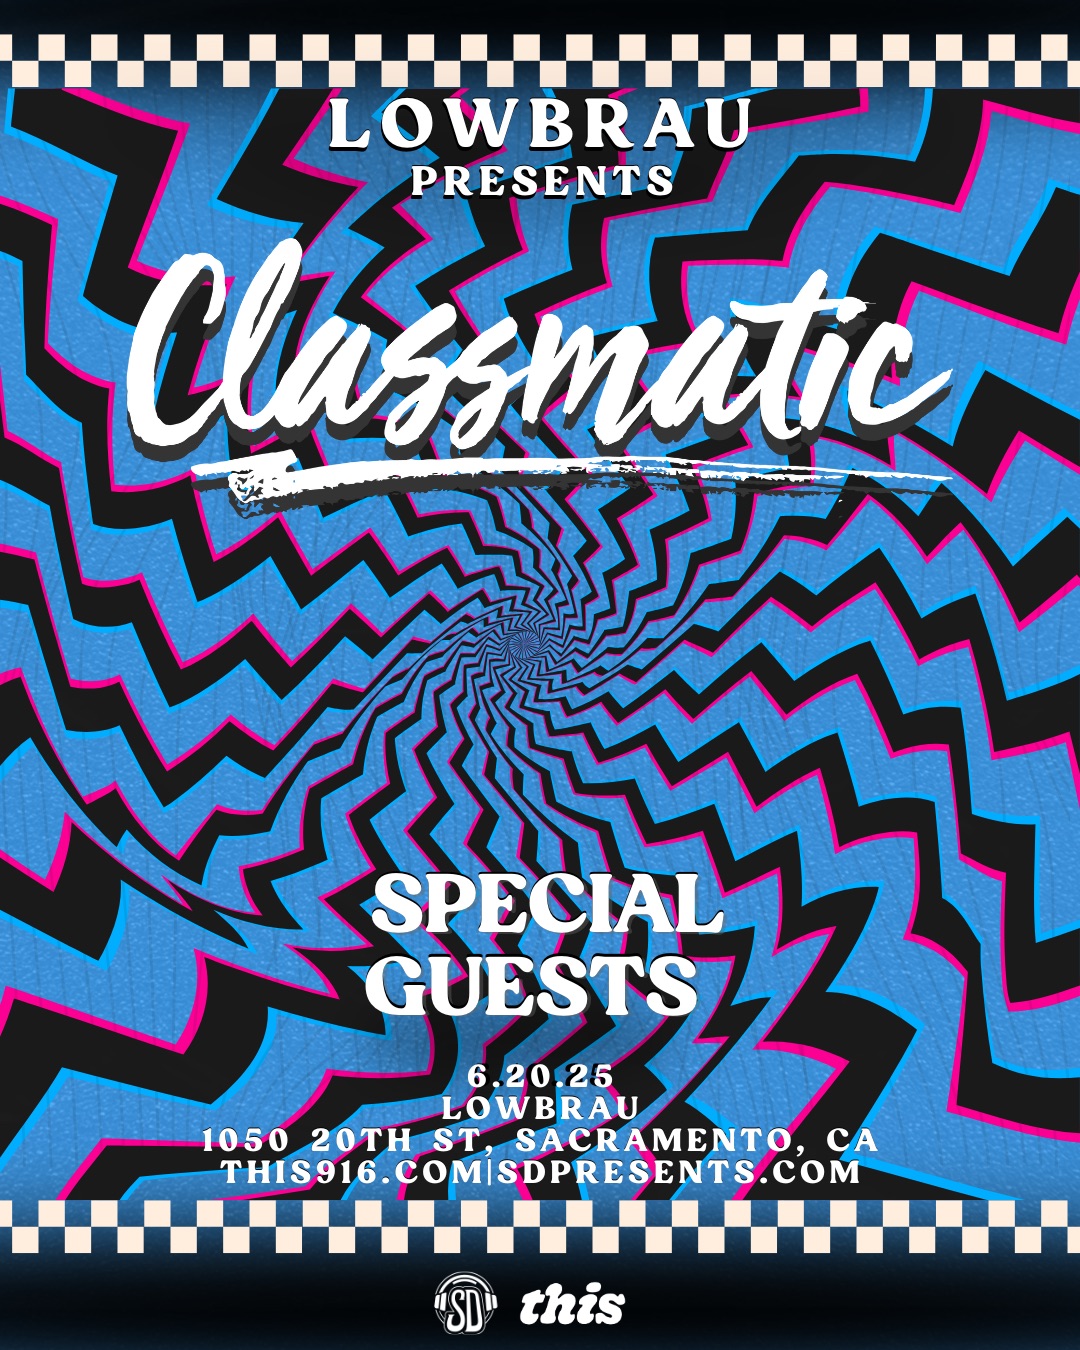 LOWBRAU
PRESENTS
Classmatic
SPECIAL
GUESTS
6.20.25
LOWBRAU
1050 20TH ST, SACRAMENTO, CA
THIS916.COM|SDPRESENTS.COM
SD this